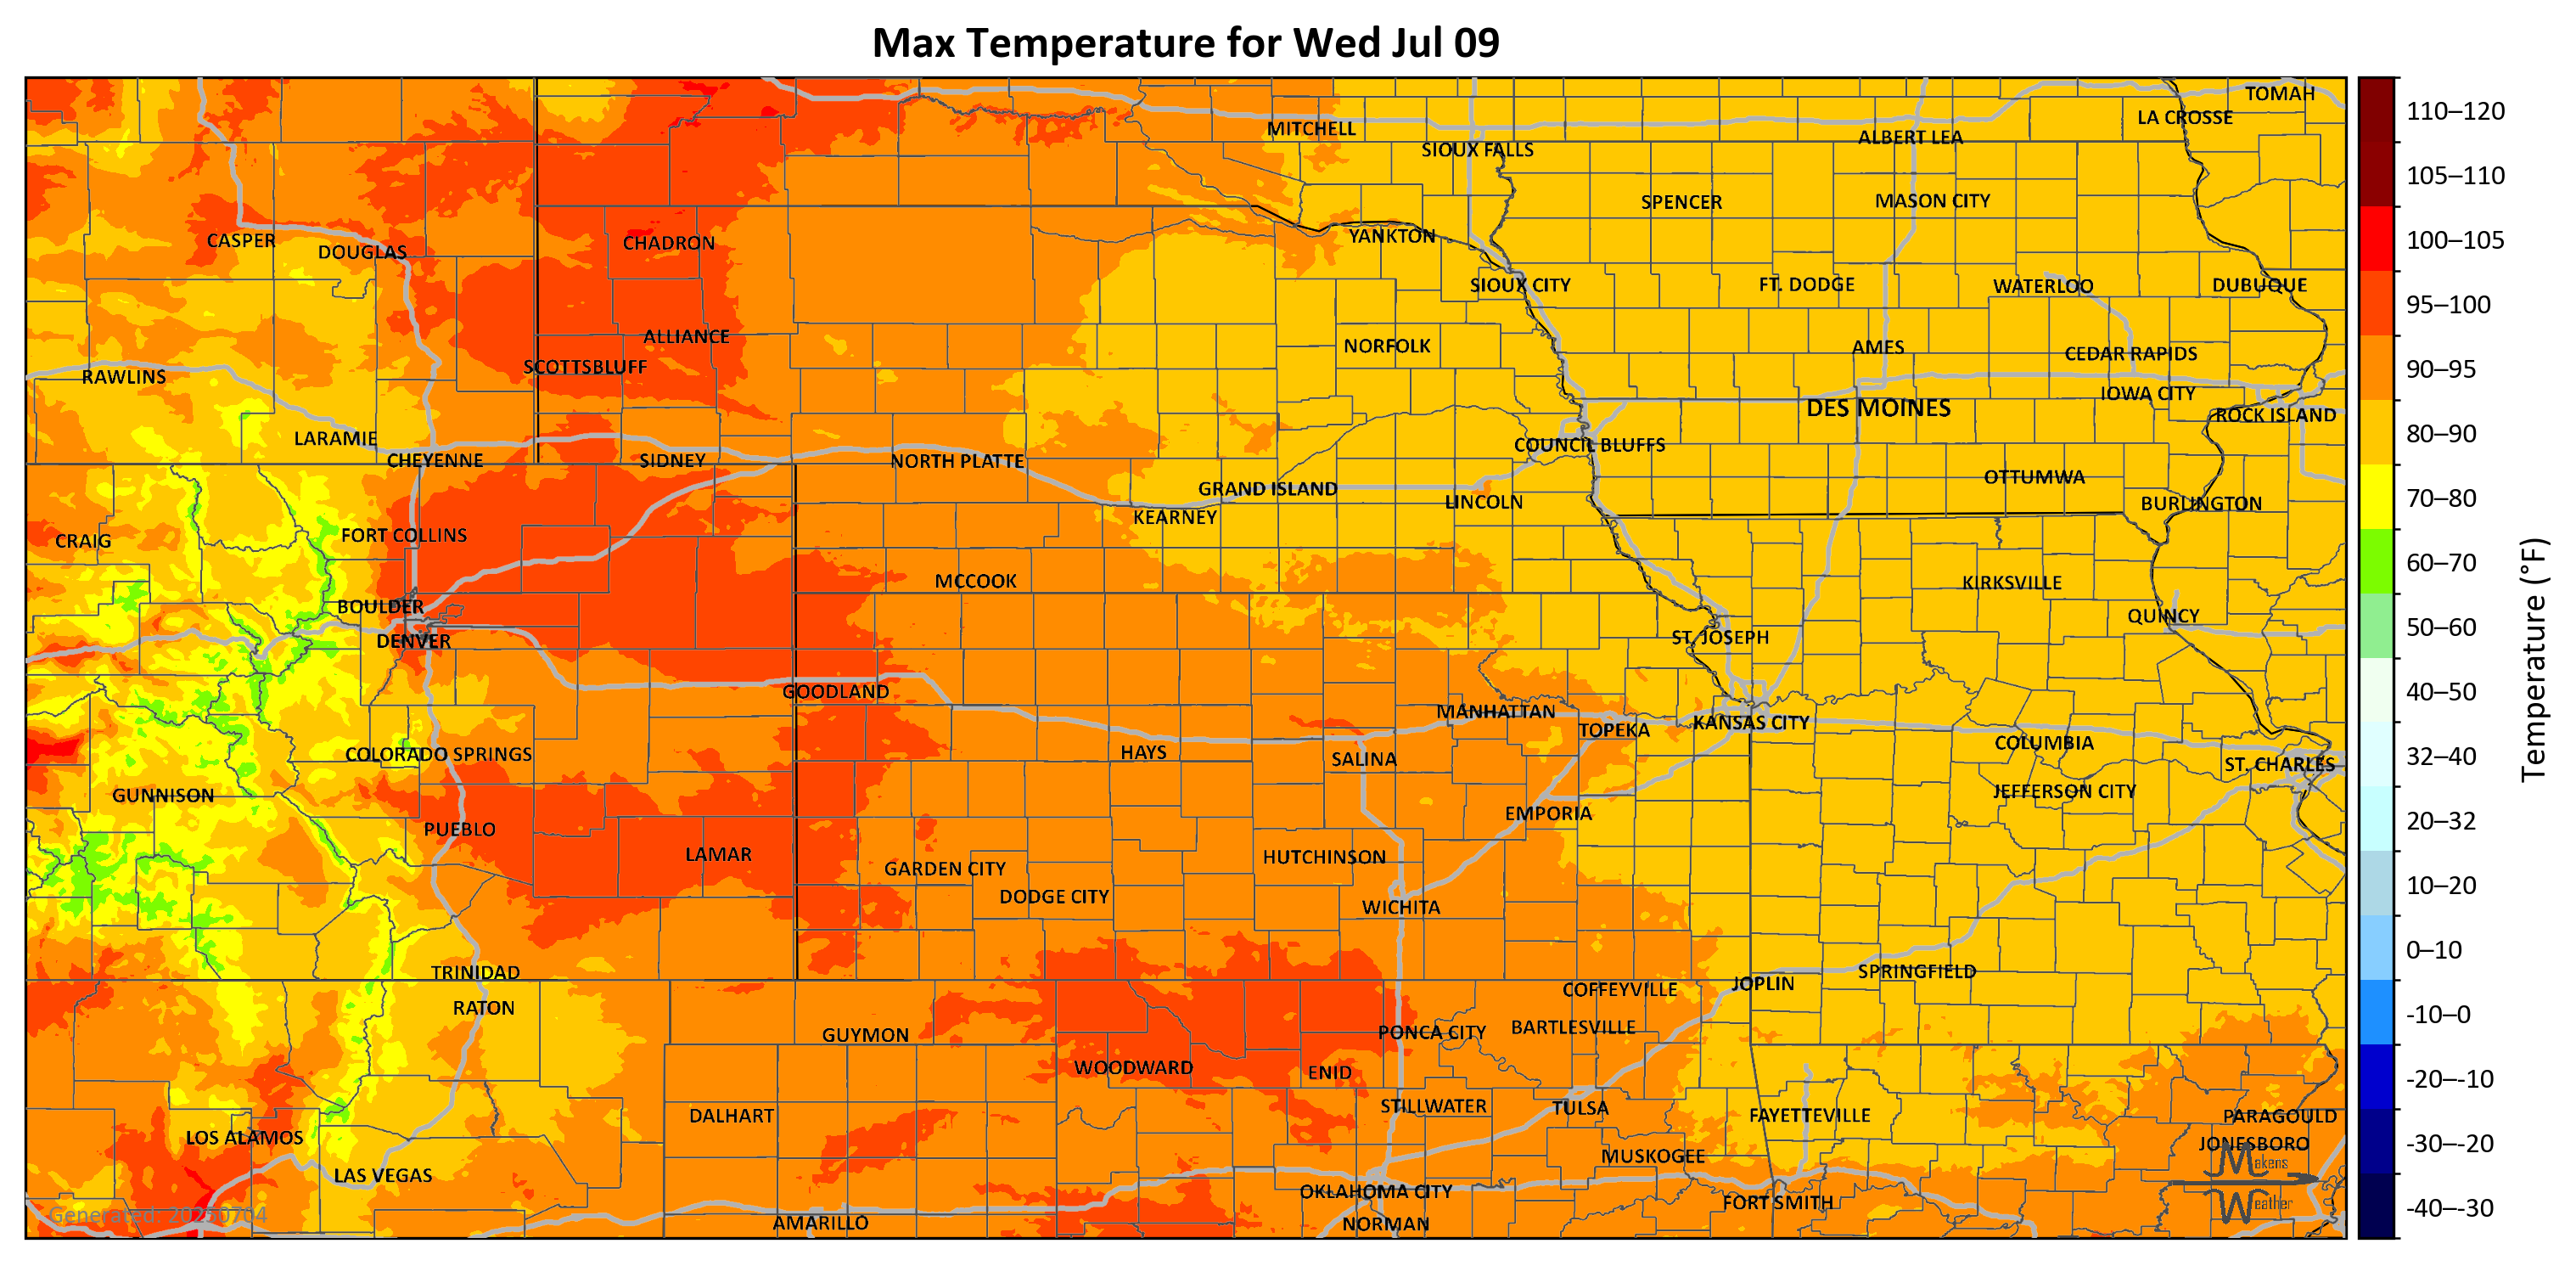 Max Temperature for Wed Jul 09
TOMAH
LA CROSSE
MITCHELL
ALBERT LEA
SIOUX FALLS
SPENCER
MASON CITY
CASPER
DOUGLAS
CHADRON
YANKTON
SIOUX CITY
FT. DODGE
WATERLOO
DUBUQUE
ALLIANCE
NORFOLK
AMES
CEDAR RAPIDS
SCOTTSBLUFF
RAWLINS
IOWA CITY
DES MOINES
ROCK ISLAND
LARAMIE
COUNCIL BLUFFS
CHEYENNE
SIDNEY
NORTH PLATTE
OTTUMWA
GRAND ISLAND
LINCOLN
BURLINGTON
KEARNEY
FORT COLLINS
CRAIG
MCCOOK
KIRKSVILLE
BOULDER
QUINCY
DENVER
ST. JOSEPH
GOODLAND
MANHATTAN
TOPEKA
KANSAS CITY
COLUMBIA
COLORADO SPRINGS
HAYS
SALINA
ST. CHARLES
GUNNISON
JEFFERSON CITY
EMPORIA
PUEBLO
LAMAR
HUTCHINSON
GARDEN CITY
DODGE CITY
WICHITA
TRINIDAD
SPRINGFIELD
JOPLIN
COFFEYVILLE
RATON
GUYMON
PONCA CITY
BARTLESVILLE
WOODWARD
ENID
STILLWATER
TULSA
DALHART
FAYETTEVILLE
PARAGOULD
LOS ALAMOS
JONESBORO
MUSKOGEE
LAS VEGAS
OKLAHOMA CITY
FORT SMITH
AMARILLO
NORMAN
Generated: 20250704
Makens
Weather
110–120
105–110
100–105
95–100
90–95
80–90
70–80
60–70
50–60
40–50
32–40
20–32
10–20
0–10
-10–0
-20–-10
-30–-20
-40–-30
Temperature (°F)